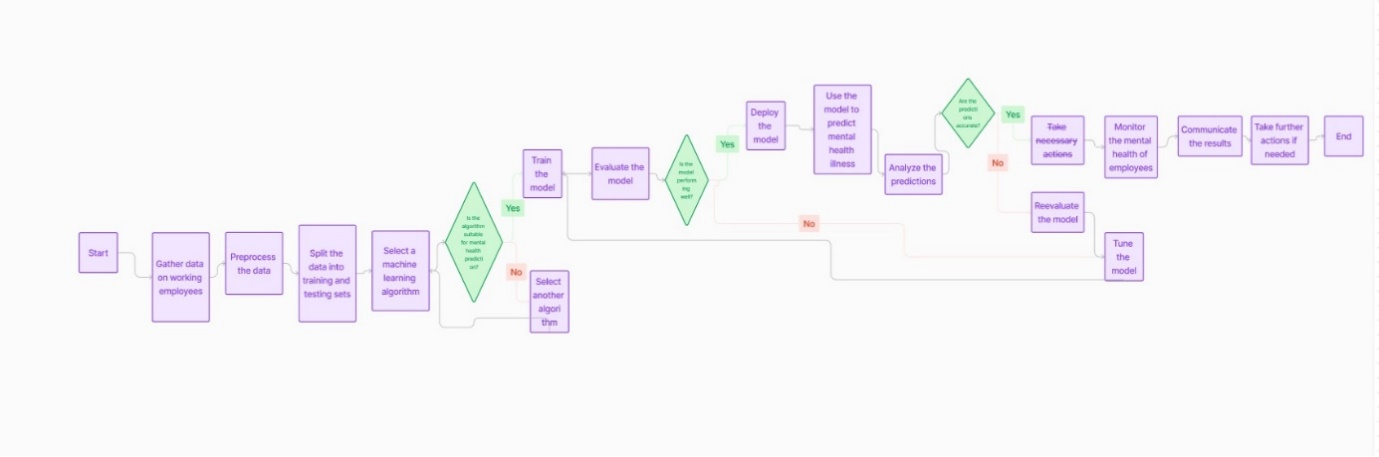 Start
Gather data
on working
employees
Preprocess
the data
Split the
data into
training and
testing sets
Select a
machine
learning
algorithm
Is the
algorithm
suitable
for mental
health
predicti
on?
Yes
No
Select
another
algori
thm
Train
the
model
Evaluate the
model
Is the
model
perform
ing
well?
Yes
No
Deploy
the
model
Use the
model to
predict
mental
health
illness
Analyze the
predictions
Are the
predicti
ons
accurate?
Yes
No
Take
necessary
actions
Monitor
the mental
health of
employees
Communicate
the results
Take further
actions if
needed
End
Reevaluate
the model
Tune
the
model